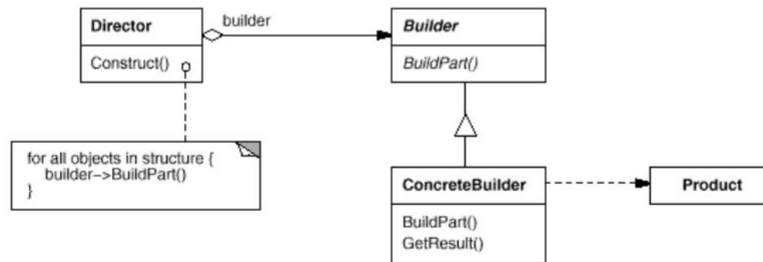 Director
builder
Builder
Construct()
BuildPart()
for all objects in structure {
builder->BuildPart()
}
ConcreteBuilder
Product
BuildPart()
GetResult()